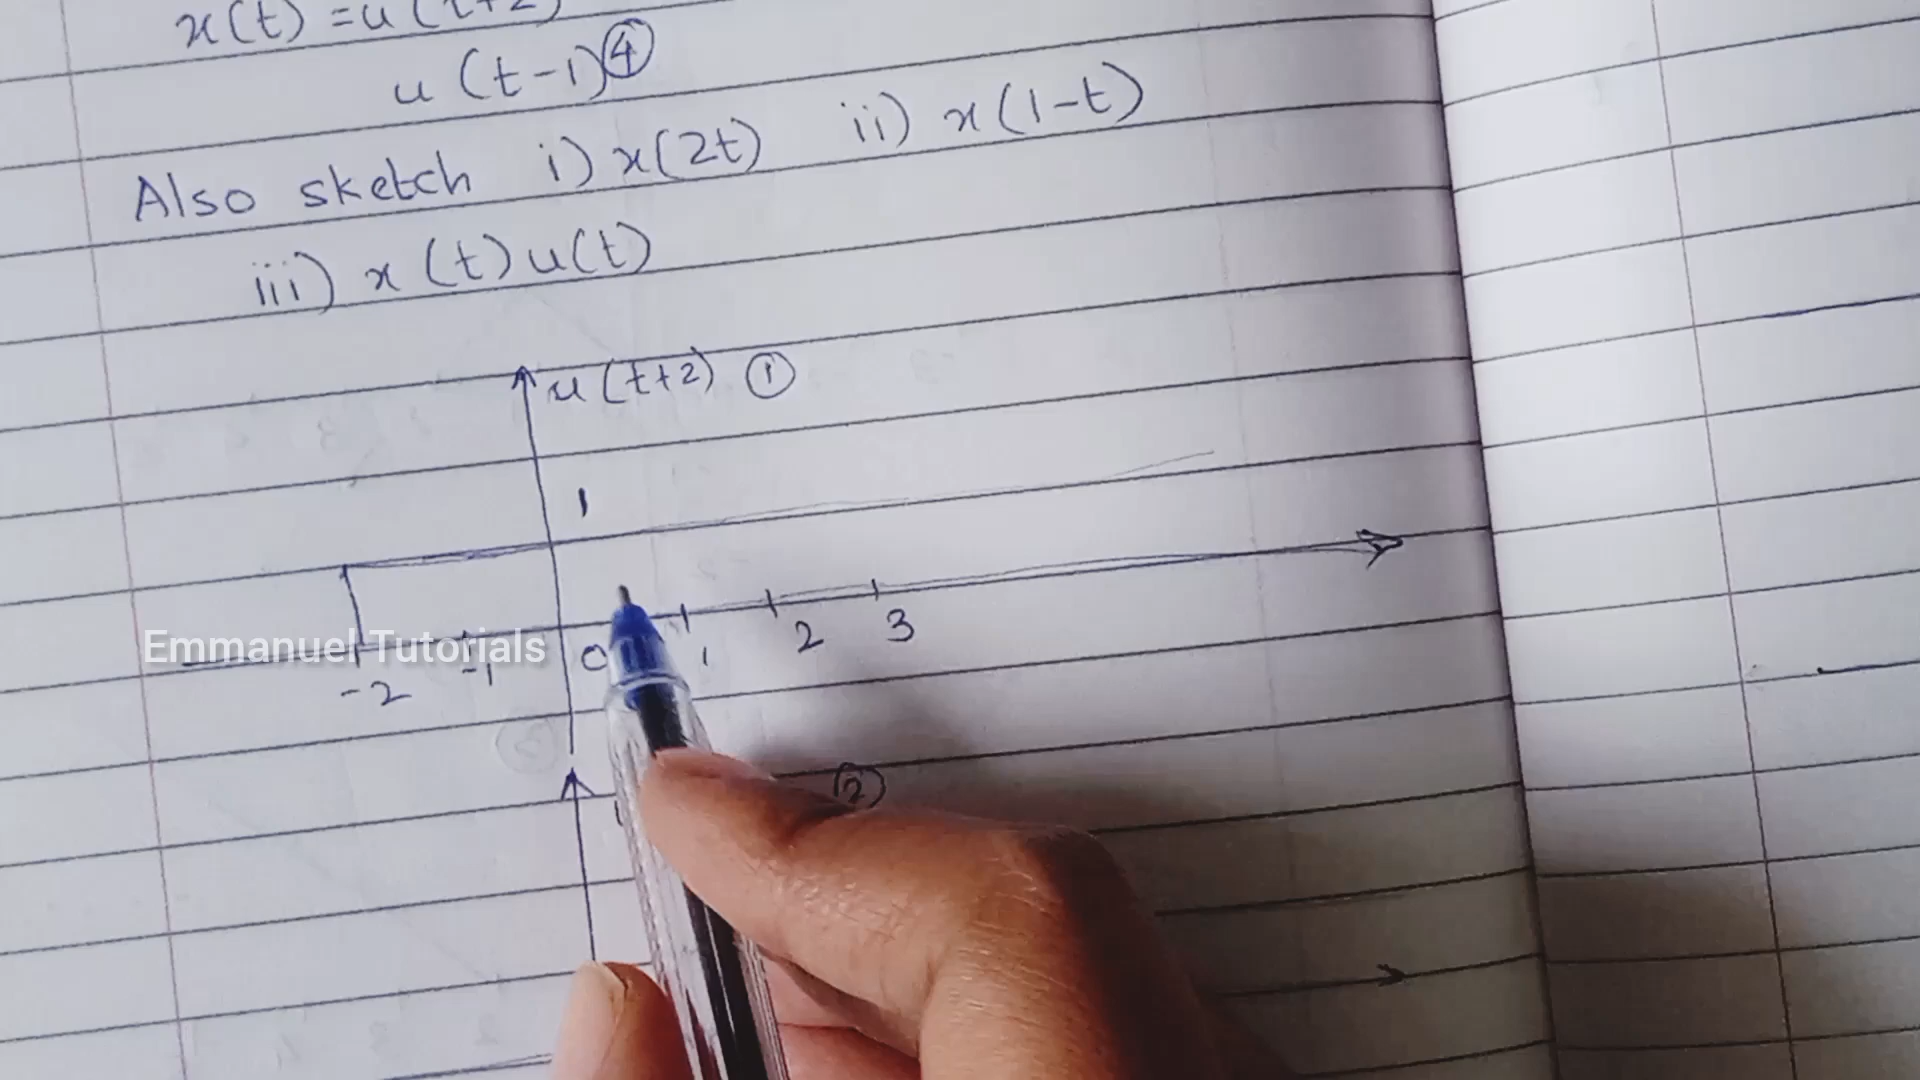 x(t) = u(t+2)
u(t-1) ④
Also sketch i) x(2t) ii) x(1-t)
iii) x(t)u(t)
u(t+2) ①
1
-2 -1 0 1 2 3
Emmanuel Tutorials
②